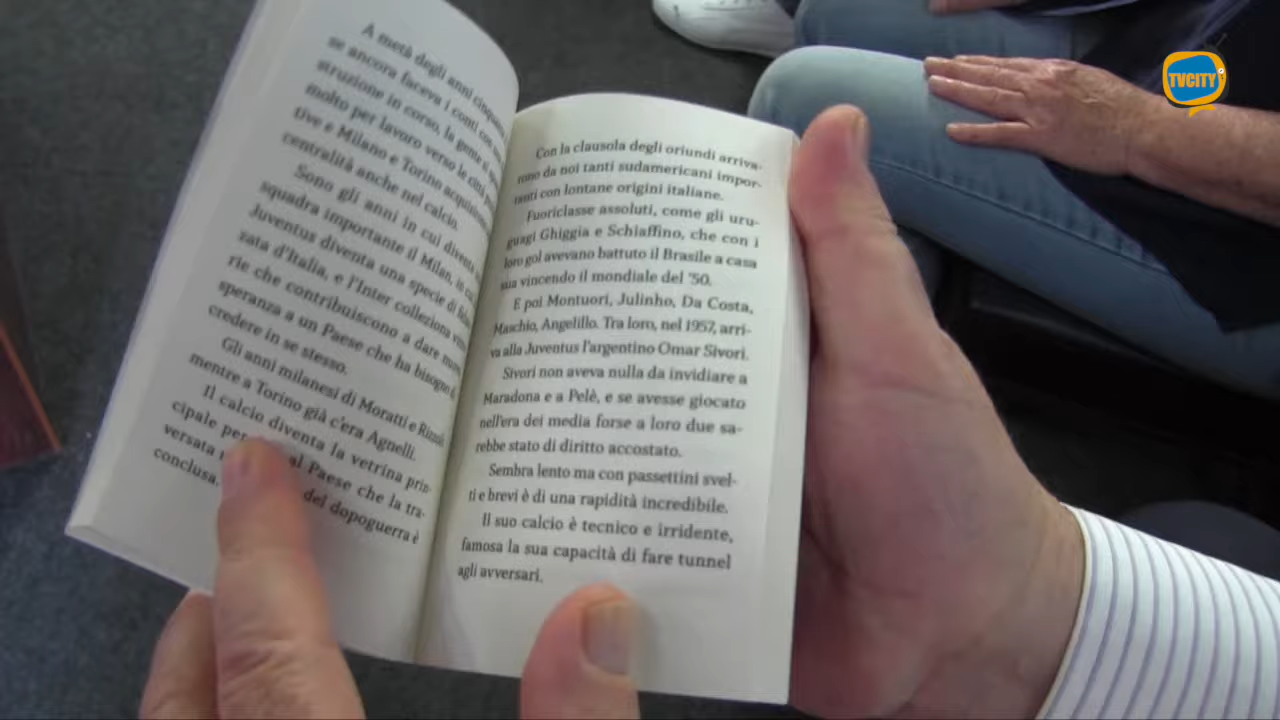 A metà degli anni cinquanta
se ancora faceva i conti con
struzione in corso, la gente si
molto per lavoro verso le città
tive e Milano e Torino
centralità anche nel calcio.
Sono gli anni in cui diventa
squadra importante il Milan, in cui
Juventus diventa una specie di
zata d'Italia, e l'Inter colleziona
rie che contribuiscono a dare
speranza a un Paese che ha bisogno
credere in se stesso.
Gli anni milanesi di Moratti e
mentre a Torino già c'era Agnelli.
Il calcio diventa la vetrina prin-
cipale per al Paese che la tra-
versata del dopoguerra è
conclusa.
Con la clausola degli oriundi arriva-
rono da noi tanti sudamericani impor-
tanti con lontane origini italiane.
Fuoriclasse assoluti, come gli uru-
guagi Ghiggia e Schiaffino, che con i
loro gol avevano battuto il Brasile a casa
sua vincendo il mondiale del '50.
E poi Montuori, Julinho, Da Costa,
Maschio, Angelillo. Tra loro, nel 1957, arri-
va alla Juventus l'argentino Omar Sivori.
Sivori non aveva nulla da invidiare a
Maradona e a Pelè, e se avesse giocato
nell'era dei media forse a loro due sa-
rebbe stato di diritto accostato.
Sembra lento ma con passettini svel-
ti e brevi è di una rapidità incredibile.
Il suo calcio è tecnico e irridente,
famosa la sua capacità di fare tunnel
agli avversari.
TVCITY